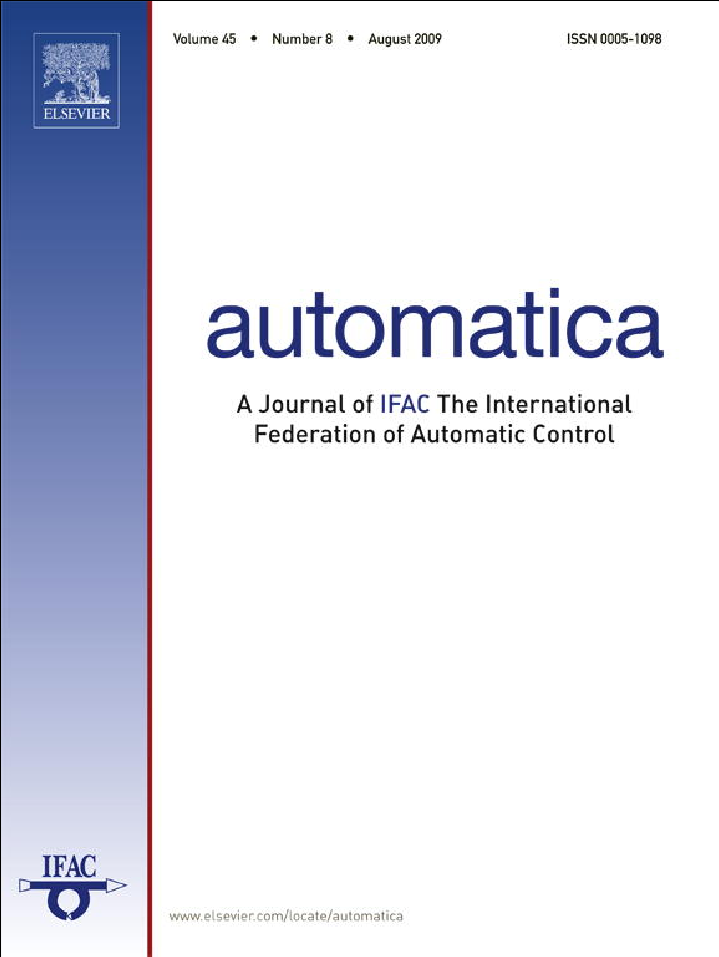 Volume 45 • Number 8 • August 2009 ISSN 0005-1098
ELSEVIER
automatica
A Journal of IFAC The International
Federation of Automatic Control
IFAC
www.elsevier.com/locate/automatica